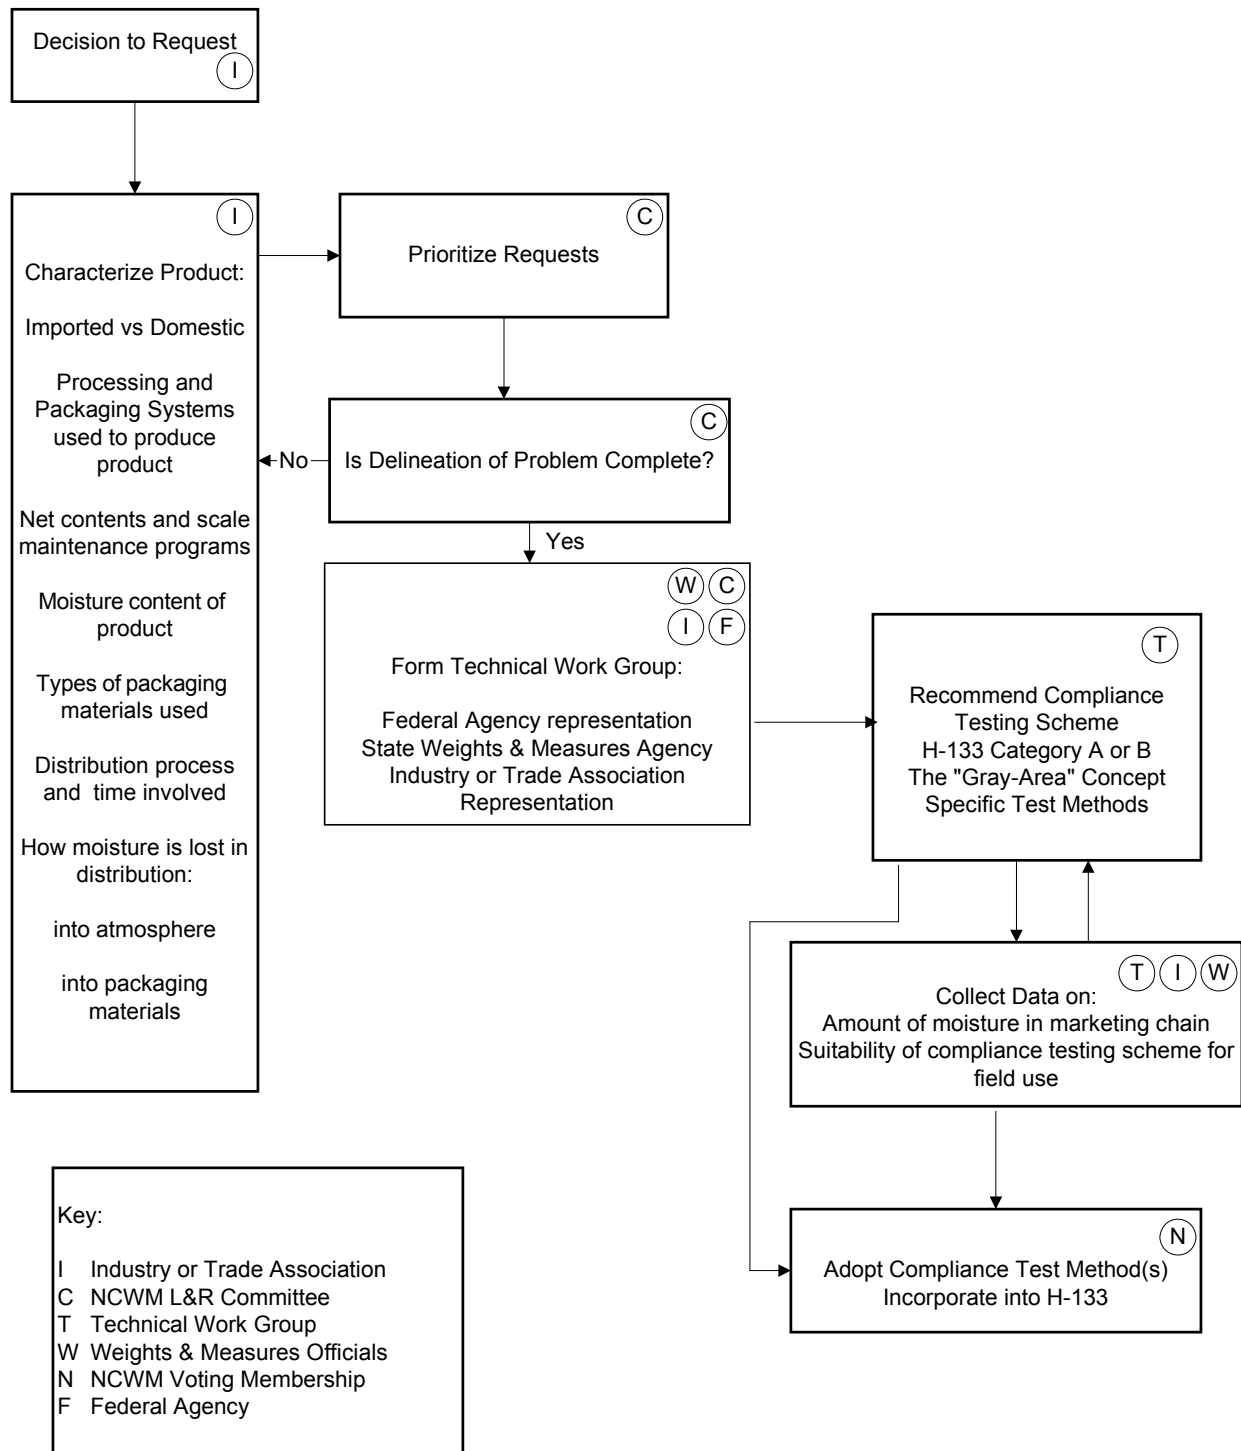 Decision to Request
I
I
Characterize Product:
Imported vs Domestic
Processing and
Packaging Systems
used to produce
product
Net contents and scale
maintenance programs
Moisture content of
product
Types of packaging
materials used
Distribution process
and time involved
How moisture is lost in
distribution:
into atmosphere
into packaging
materials
C
Prioritize Requests
C
Is Delineation of Problem Complete?
No
Yes
W C
I F
Form Technical Work Group:
Federal Agency representation
State Weights & Measures Agency
Industry or Trade Association
Representation
T
Recommend Compliance
Testing Scheme
H-133 Category A or B
The "Gray-Area" Concept
Specific Test Methods
T I W
Collect Data on:
Amount of moisture in marketing chain
Suitability of compliance testing scheme for
field use
N
Adopt Compliance Test Method(s)
Incorporate into H-133
Key:
I Industry or Trade Association
C NCWM L&R Committee
T Technical Work Group
W Weights & Measures Officials
N NCWM Voting Membership
F Federal Agency